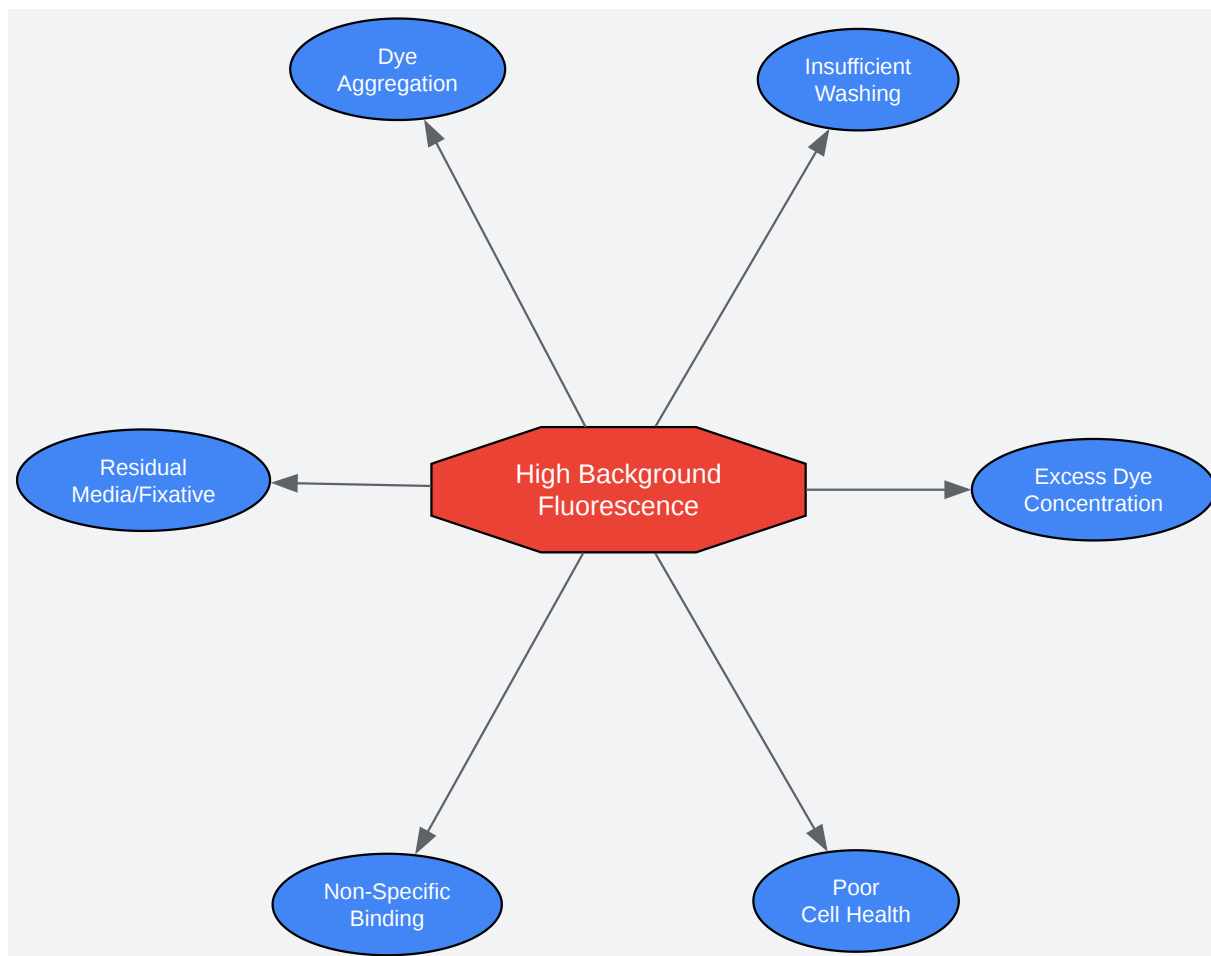 Dye
Aggregation
Insufficient
Washing
Residual
Media/Fixative
High Background
Fluorescence
Excess Dye
Concentration
Non-Specific
Binding
Poor
Cell Health